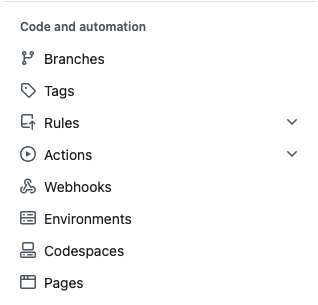 Code and automation
Branches
Tags
Rules
Actions
Webhooks
Environments
Codespaces
Pages